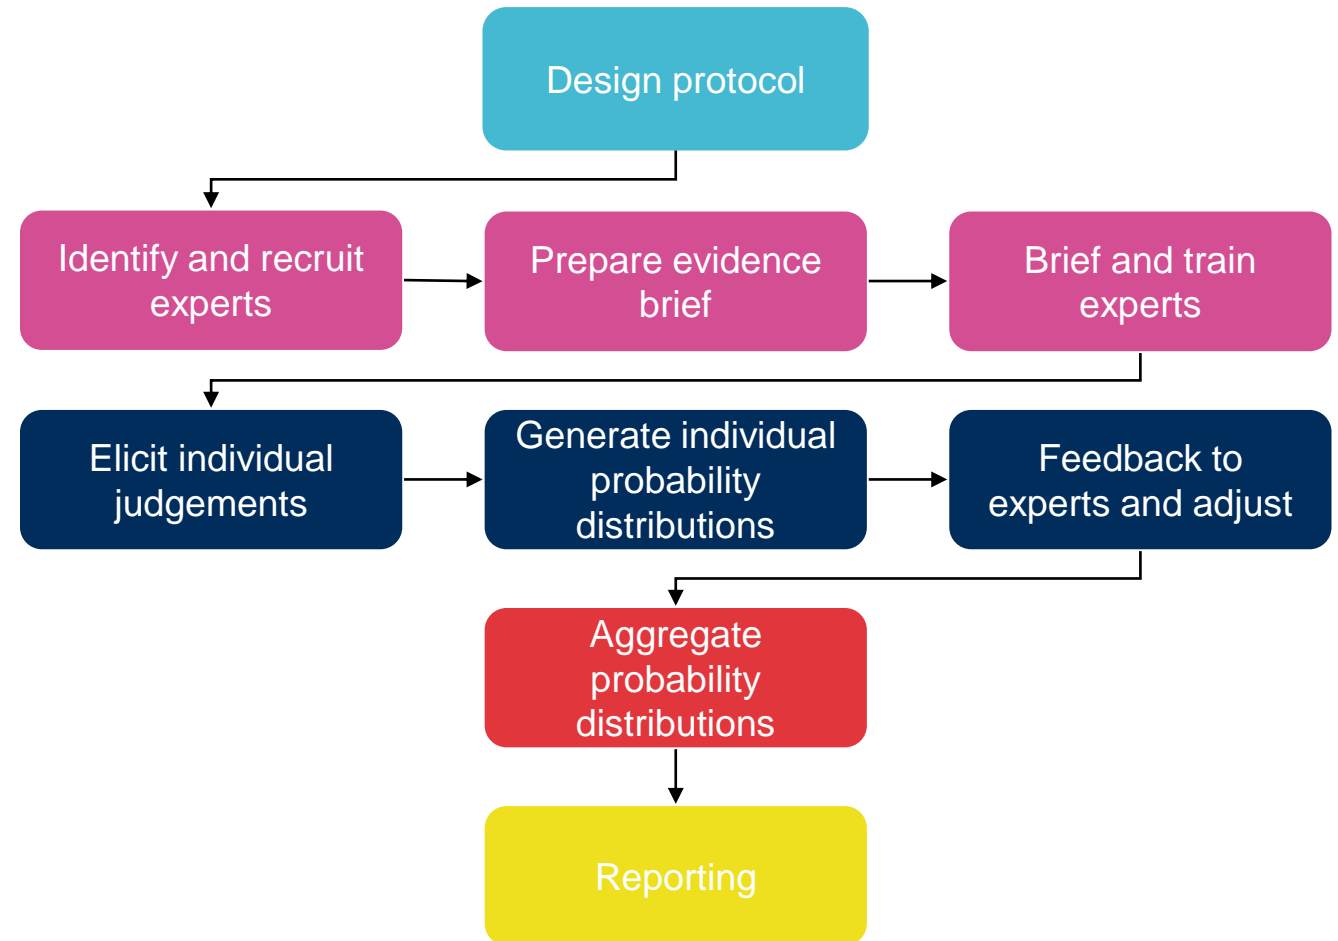 Design protocol
Identify and recruit
experts
Prepare evidence
brief
Brief and train
experts
Elicit individual
judgements
Generate individual
probability
distributions
Feedback to
experts and adjust
Aggregate
probability
distributions
Reporting